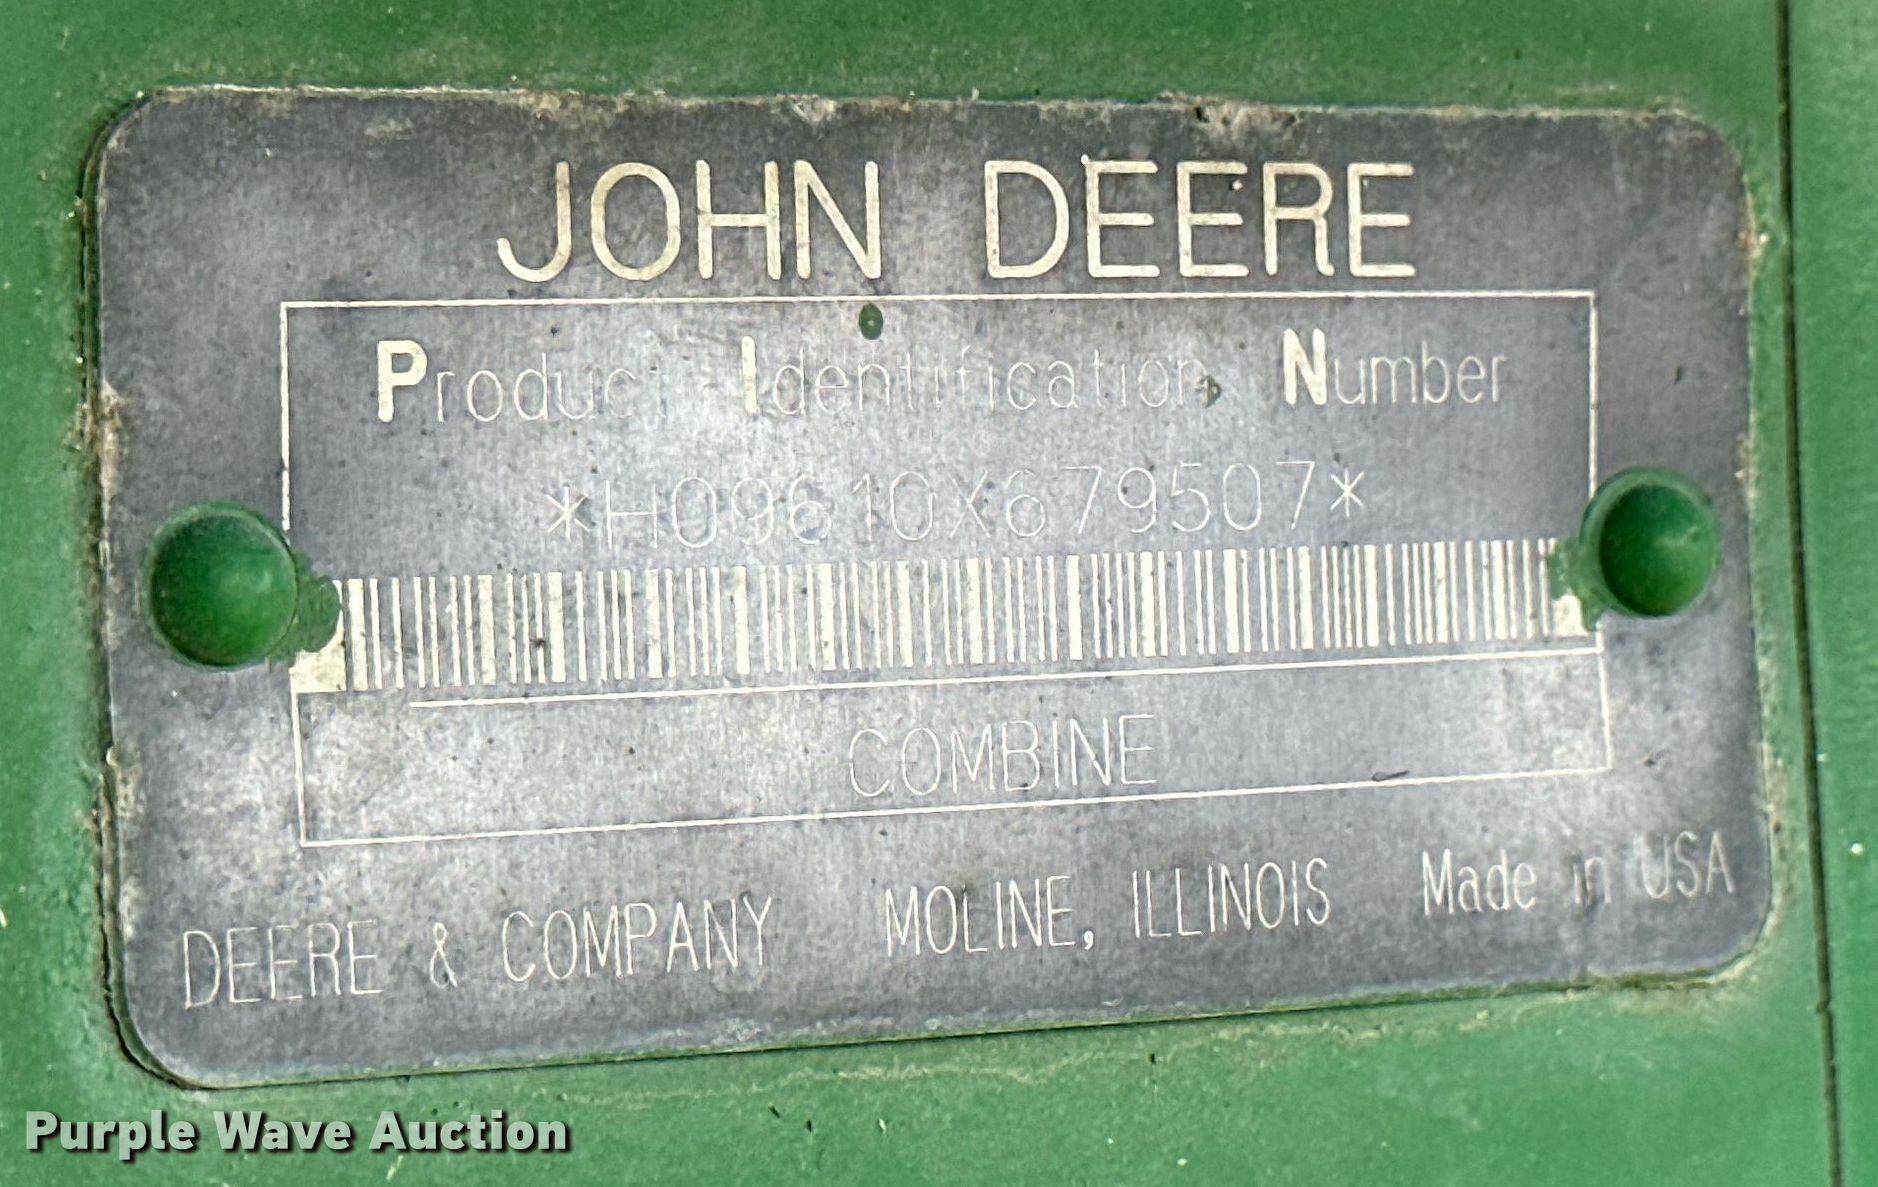 JOHN DEERE
Product Identification Number
*H09610X679507*
COMBINE
DEERE & COMPANY MOLINE, ILLINOIS Made in USA
Purple Wave Auction